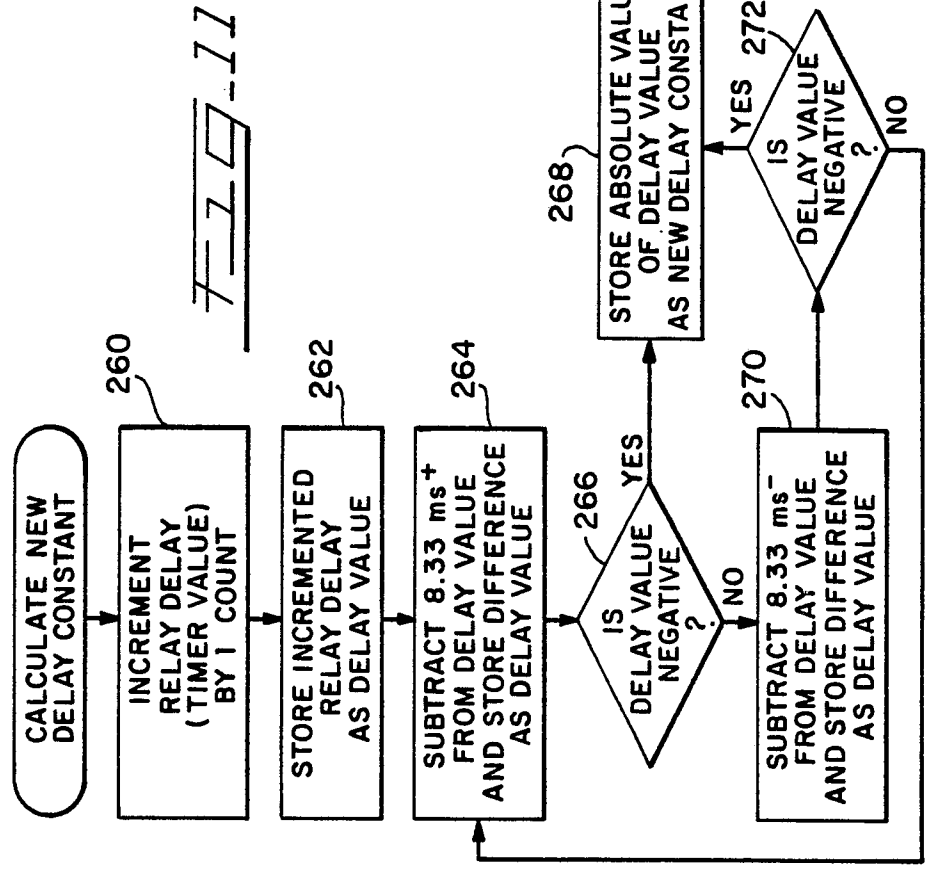 CALCULATE NEW
DELAY CONSTANT
260
INCREMENT
RELAY DELAY
(TIMER VALUE)
BY 1 COUNT
262
STORE INCREMENTED
RELAY DELAY
AS DELAY VALUE
264
SUBTRACT 8.33 ms+
FROM DELAY VALUE
AND STORE DIFFERENCE
AS DELAY VALUE
266
IS
DELAY VALUE
NEGATIVE
?
YES
NO
268
STORE ABSOLUTE VALU
OF DELAY VALUE
AS NEW DELAY CONSTA
270
SUBTRACT 8.33 ms-
FROM DELAY VALUE
AND STORE DIFFERENCE
AS DELAY VALUE
272
IS
DELAY VALUE
NEGATIVE
?
YES
NO
FIG-11